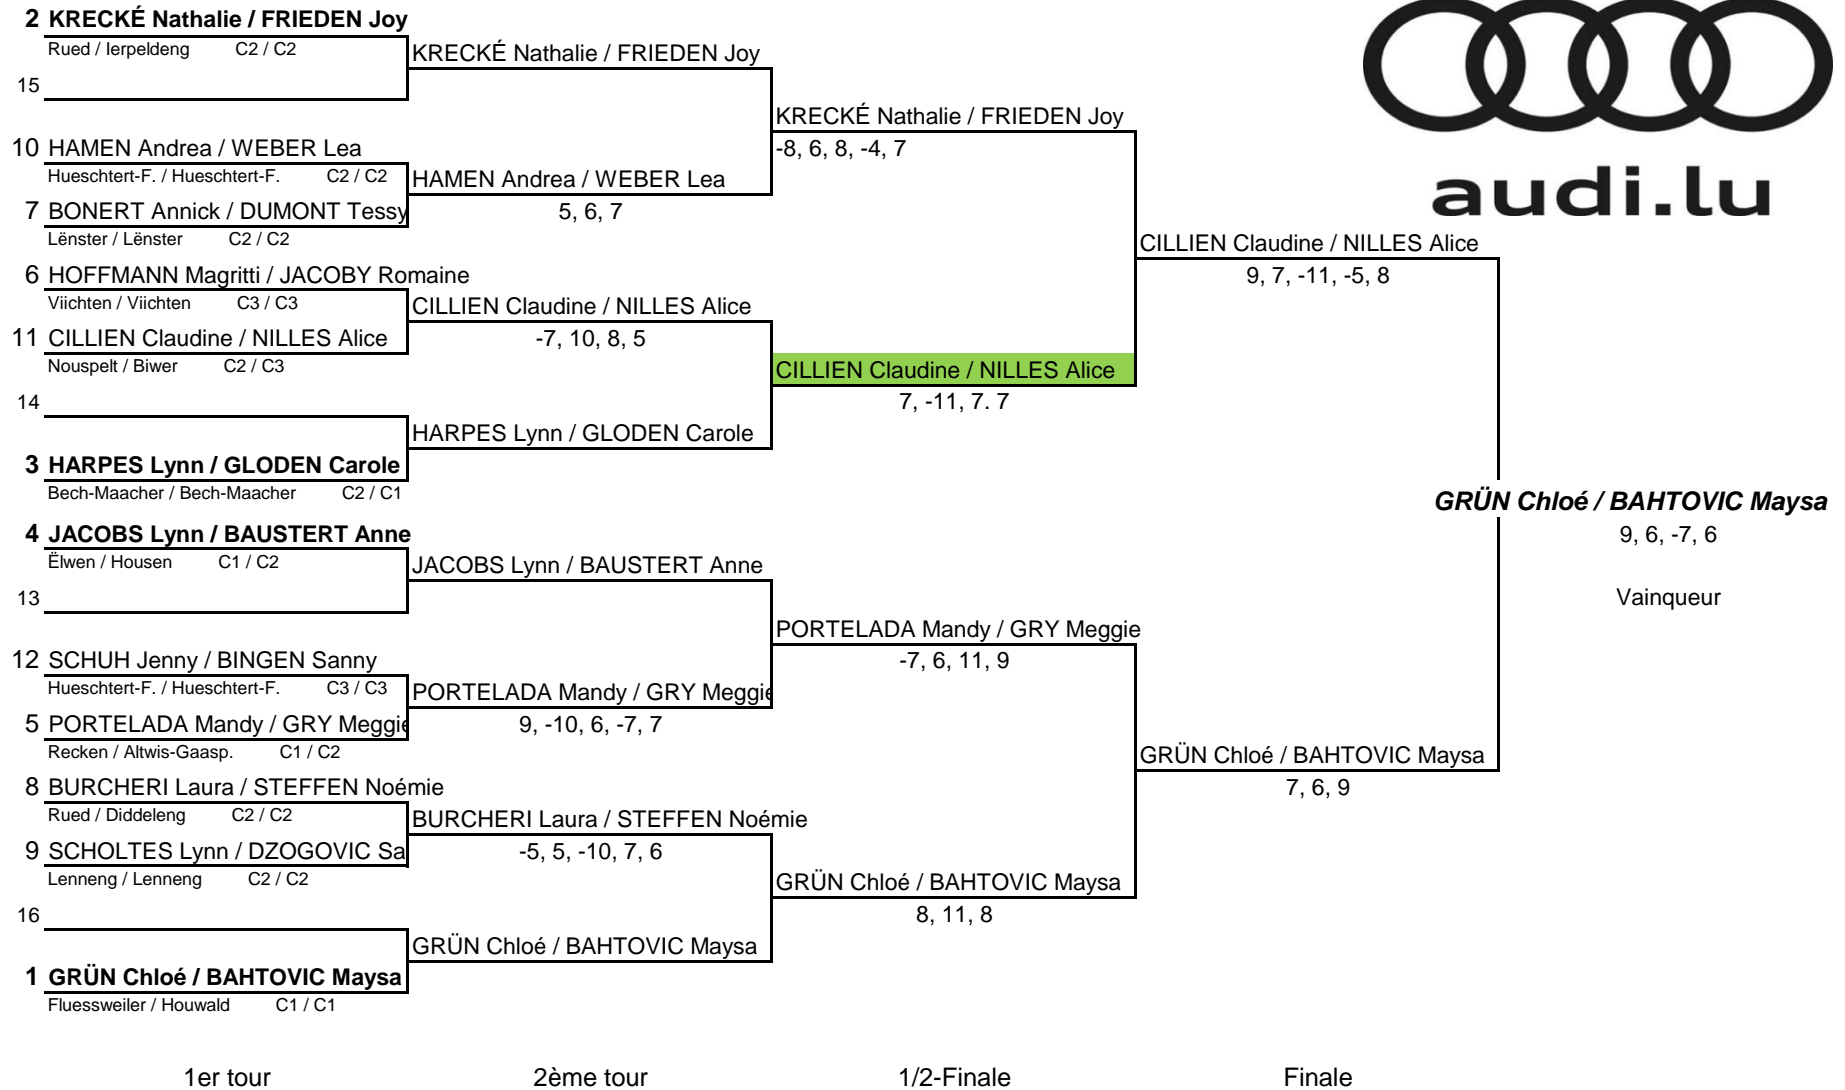 2 KRECKÉ Nathalie / FRIEDEN Joy
Rued / Ierpeldeng C2 / C2
KRECKÉ Nathalie / FRIEDEN Joy
15
KRECKÉ Nathalie / FRIEDEN Joy
-8, 6, 8, -4, 7
10 HAMEN Andrea / WEBER Lea
Hueschtert-F. / Hueschtert-F. C2 / C2
HAMEN Andrea / WEBER Lea
5, 6, 7
7 BONERT Annick / DUMONT Tessy
Lënster / Lënster C2 / C2
audi.lu
CILLIEN Claudine / NILLES Alice
9, 7, -11, -5, 8
6 HOFFMANN Magritti / JACOBY Romaine
Viichten / Viichten C3 / C3
CILLIEN Claudine / NILLES Alice
-7, 10, 8, 5
11 CILLIEN Claudine / NILLES Alice
Nouspelt / Biwer C2 / C3
CILLIEN Claudine / NILLES Alice
7, -11, 7. 7
14
HARPES Lynn / GLODEN Carole
3 HARPES Lynn / GLODEN Carole
Bech-Maacher / Bech-Maacher C2 / C1
GRÜN Chloé / BAHTOVIC Maysa
9, 6, -7, 6
Vainqueur
4 JACOBS Lynn / BAUSTERT Anne
Ëlwen / Housen C1 / C2
JACOBS Lynn / BAUSTERT Anne
13
PORTELADA Mandy / GRY Meggie
-7, 6, 11, 9
12 SCHUH Jenny / BINGEN Sanny
Hueschtert-F. / Hueschtert-F. C3 / C3
PORTELADA Mandy / GRY Meggie
9, -10, 6, -7, 7
5 PORTELADA Mandy / GRY Meggie
Recken / Altwis-Gaasp. C1 / C2
GRÜN Chloé / BAHTOVIC Maysa
7, 6, 9
8 BURCHERI Laura / STEFFEN Noémie
Rued / Diddeleng C2 / C2
BURCHERI Laura / STEFFEN Noémie
-5, 5, -10, 7, 6
9 SCHOLTES Lynn / DZOGOVIC Sa
Lenneng / Lenneng C2 / C2
GRÜN Chloé / BAHTOVIC Maysa
8, 11, 8
16
GRÜN Chloé / BAHTOVIC Maysa
1 GRÜN Chloé / BAHTOVIC Maysa
Fluessweiler / Houwald C1 / C1
1er tour 2ème tour 1/2-Finale Finale